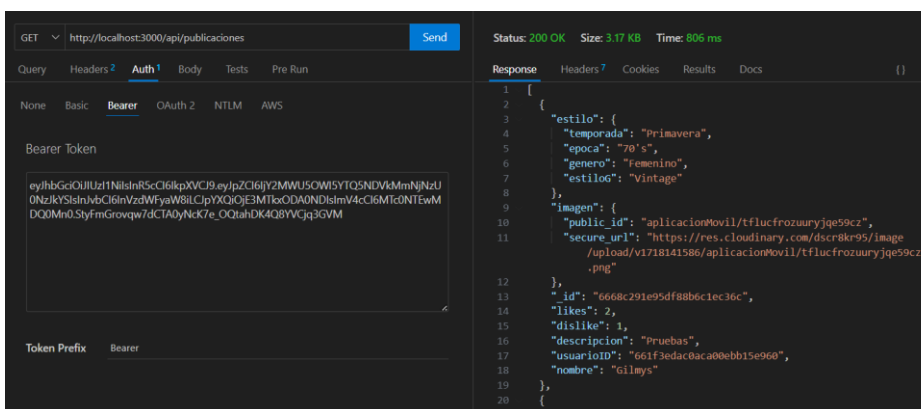 GET http://localhost:3000/api/publicaciones Send
Query Headers 2 Auth 1 Body Tests Pre Run
None Basic Bearer OAuth 2 NTLM AWS
Bearer Token
Token Prefix Bearer
Status: 200 OK Size: 3.17 KB Time: 806 ms
Response Headers 7 Cookies Results Docs {}
1 [
2 {
3 "estilo": {
4 "temporada": "Primavera",
5 "epoca": "70's",
6 "genero": "Femenino",
7 "estiloG": "Vintage"
8 },
9 "imagen": {
10 "public_id": "aplicacionMovil/tflucfrozuuryjqe59cz",
11 "secure_url": "https://res.cloudinary.com/dscr8kr95/image
/upload/v1718141586/aplicacionMovil/tflucfrozuuryjqe59cz
.png"
12 },
13 "_id": "6668c291e95df88b6c1ec36c",
14 "likes": 2,
15 "dislike": 1,
16 "descripcion": "Pruebas",
17 "usuarioID": "661f3edac0aca00ebb15e960",
18 "nombre": "Gilmys"
19 },
20 {